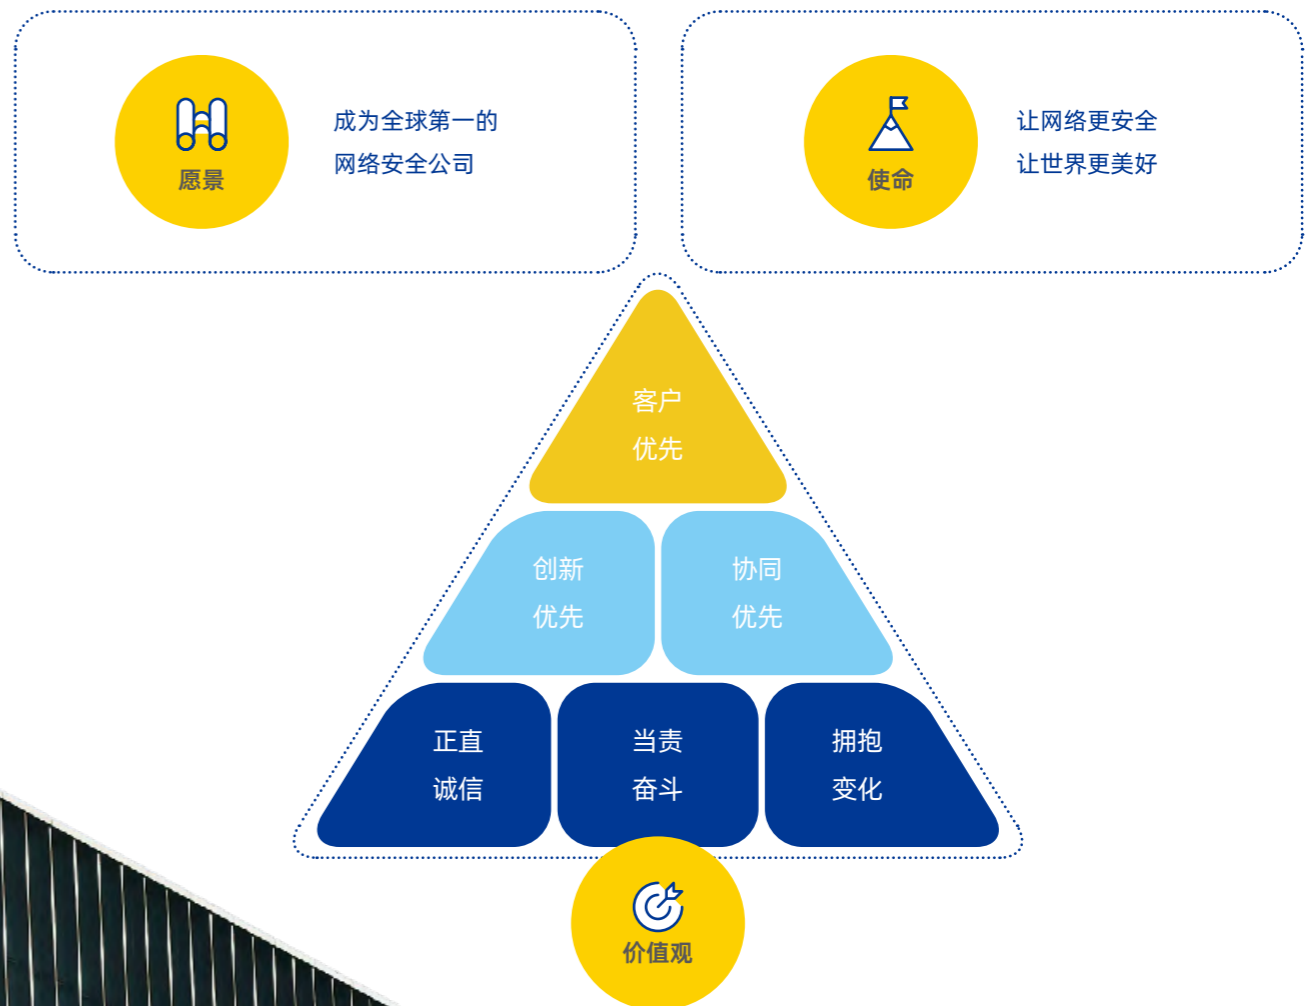 愿景
成为全球第一的
网络安全公司
使命
让网络更安全
让世界更美好
客户
优先
创新
优先
协同
优先
正直
诚信
当责
奋斗
拥抱
变化
价值观